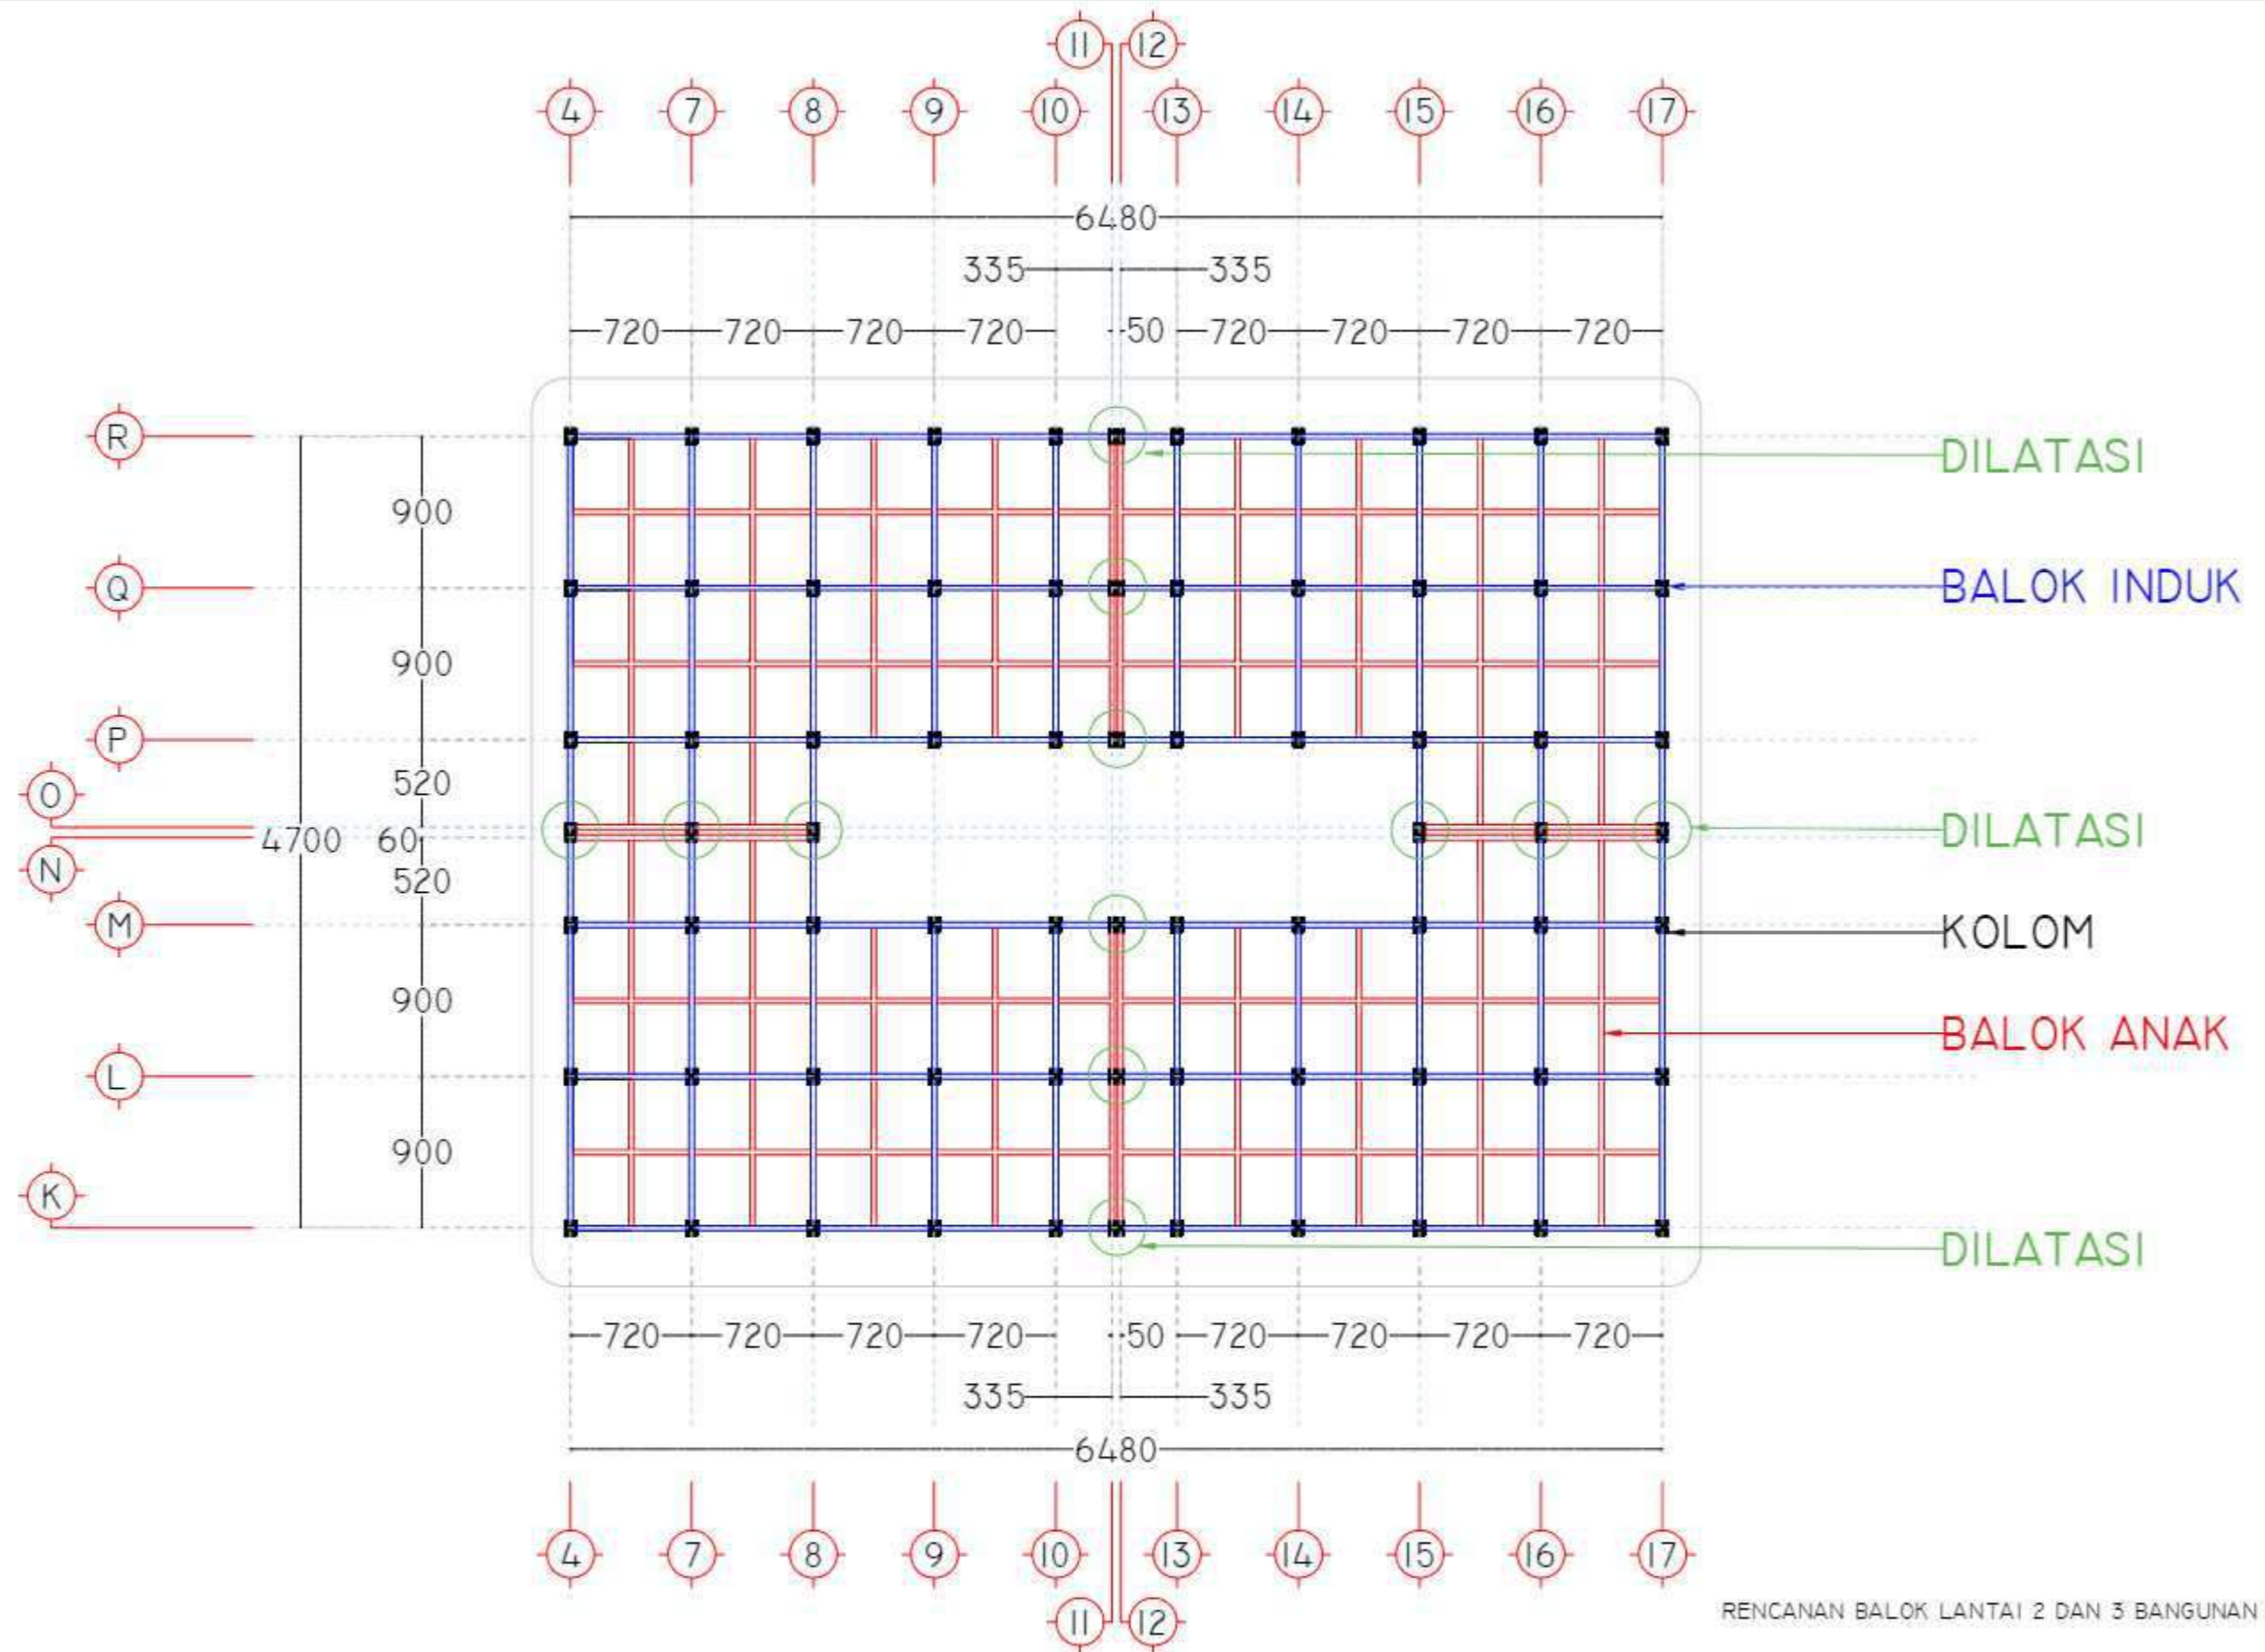 11 12
4 7 8 9 10 13 14 15 16 17
6480
335 335
720 720 720 720 50 720 720 720 720
R
DILATASI
900
Q
BALOK INDUK
900
P
520
O
DILATASI
4700 60
N
520
M
KOLOM
900
BALOK ANAK
L
900
K
DILATASI
720 720 720 720 50 720 720 720 720
335 335
6480
4 7 8 9 10 13 14 15 16 17
11 12
RENCANAN BALOK LANTAI 2 DAN 3 BANGUNAN